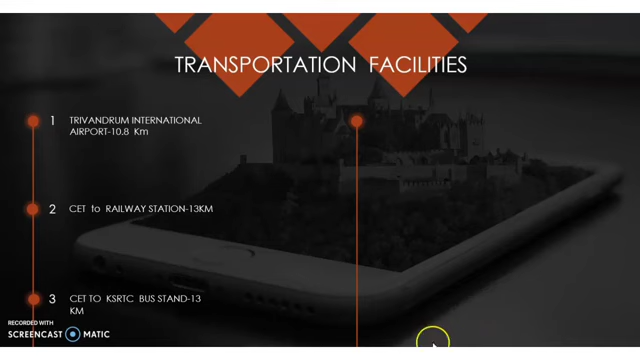 TRANSPORTATION FACILITIES
1 TRIVANDRUM INTERNATIONAL
AIRPORT-10.8 Km
2 CET to RAILWAY STATION-13KM
3 CET TO KSRTC BUS STAND-13
KM
RECORDED WITH
SCREENCAST MATIC